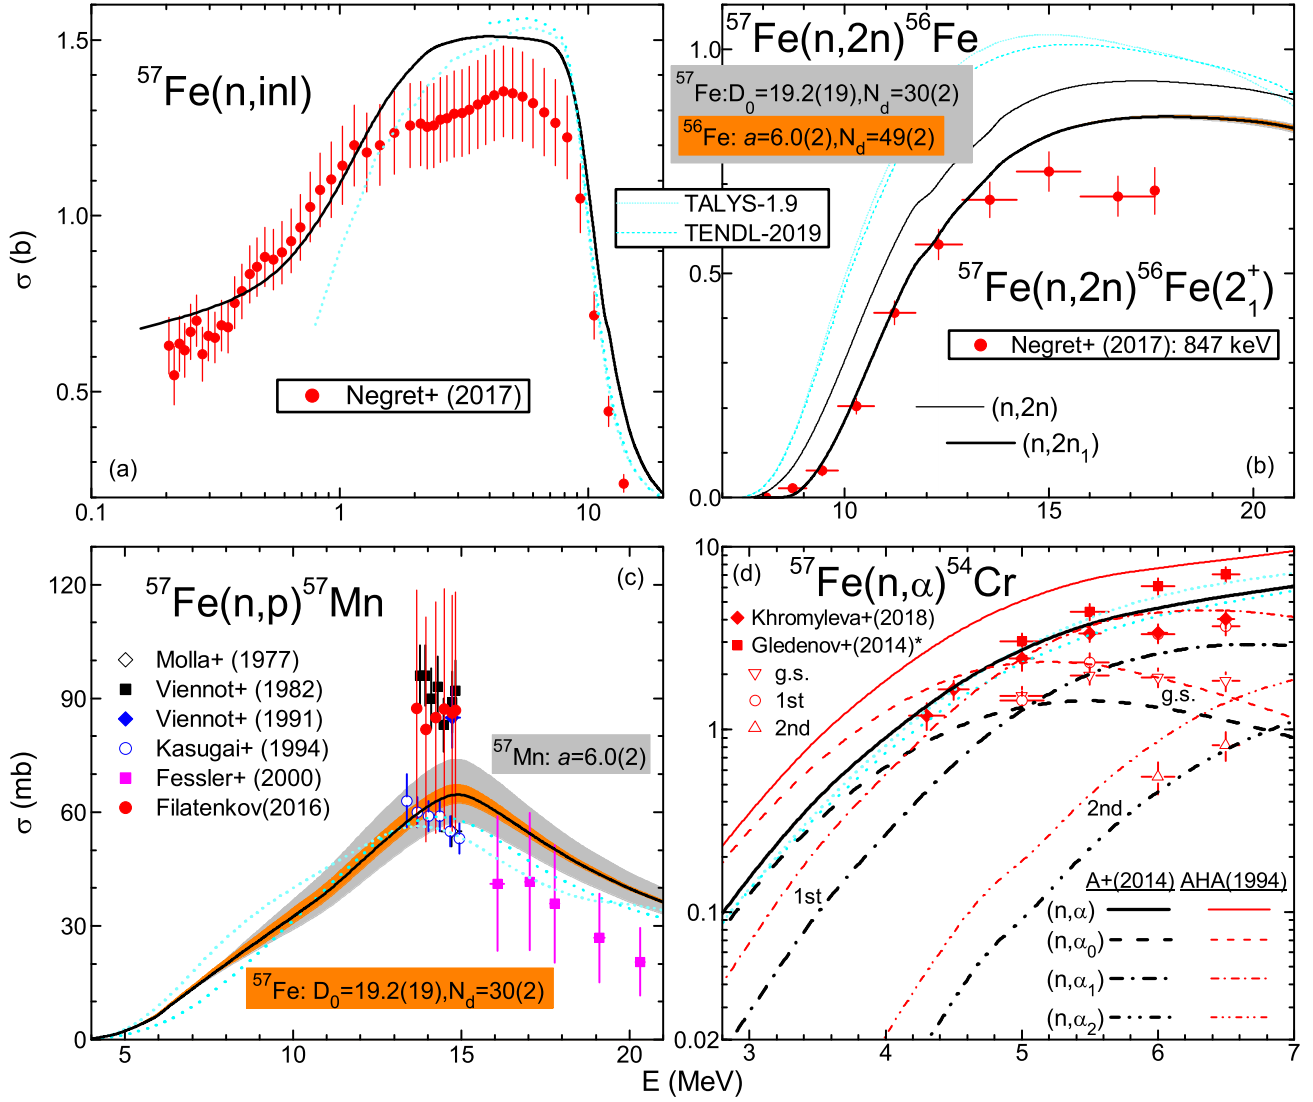 1.5
1.0
0.5
σ (b)
⁵⁷Fe(n,inl)
Negret+ (2017)
(a)
0.1
1
10
1.0
0.5
0.0
⁵⁷Fe(n,2n)⁵⁶Fe
⁵⁷Fe:D₀=19.2(19),N_d=30(2)
⁵⁶Fe: a=6.0(2),N_d=49(2)
TALYS-1.9
TENDL-2019
⁵⁷Fe(n,2n)⁵⁶Fe(2⁺₁)
Negret+ (2017): 847 keV
(n,2n)
(n,2n₁)
(b)
10
15
20
120
90
60
30
0
σ (mb)
⁵⁷Fe(n,p)⁵⁷Mn
(c)
Molla+ (1977)
Viennot+ (1982)
Viennot+ (1991)
Kasugai+ (1994)
Fessler+ (2000)
Filatenkov(2016)
⁵⁷Mn: a=6.0(2)
⁵⁷Fe: D₀=19.2(19),N_d=30(2)
5
10
15
20
10
1
0.1
0.02
(d)
⁵⁷Fe(n,α)⁵⁴Cr
Khromyleva+(2018)
Gledenov+(2014)*
g.s.
1st
2nd
g.s.
2nd
1st
A+(2014) AHA(1994)
(n,α)
(n,α₀)
(n,α₁)
(n,α₂)
3
4
5
6
7
E (MeV)